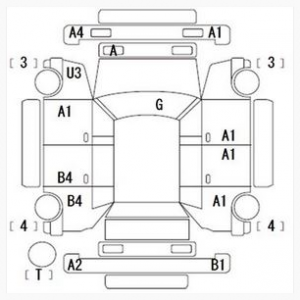 A4 A1
A
[ 3 ] [ 3 ]
U3
G
A1
A1
A1
B4
B4 A1
[ 4 ] [ 4 ]
[ T ] A2 B1